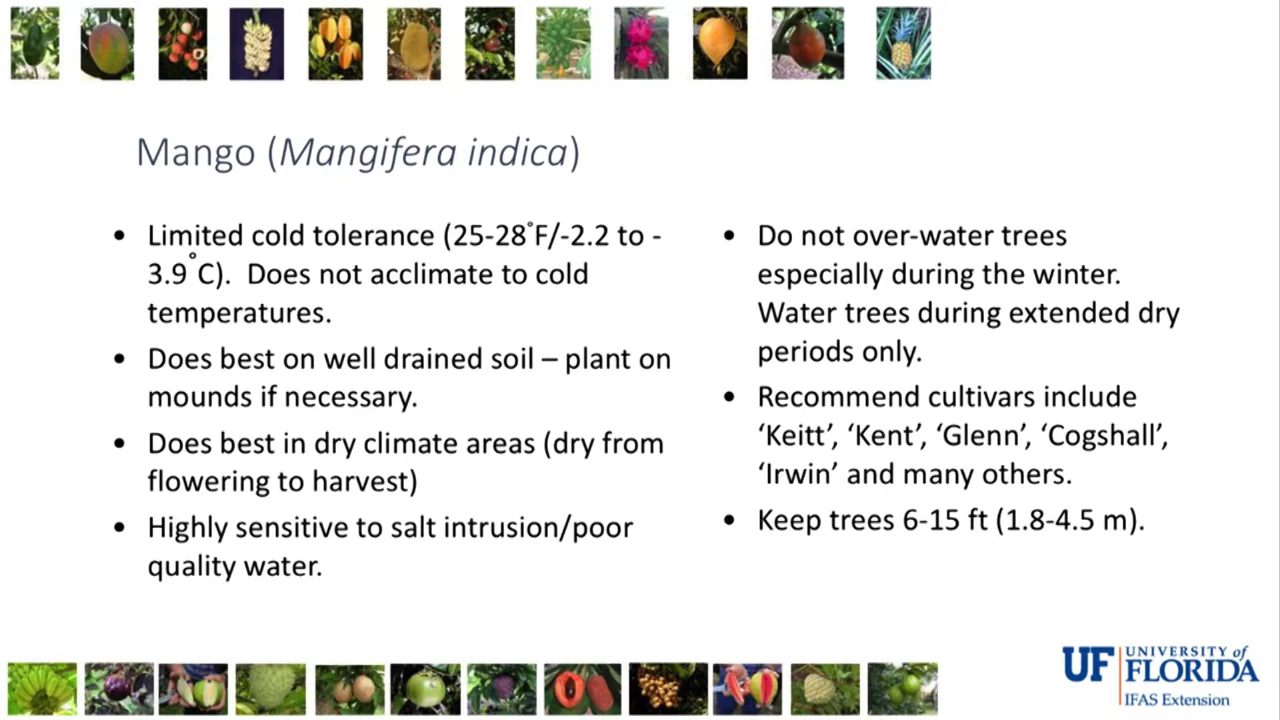 Mango (Mangifera indica)
• Limited cold tolerance (25-28°F/-2.2 to -
3.9°C).  Does not acclimate to cold
temperatures.
• Does best on well drained soil – plant on
mounds if necessary.
• Does best in dry climate areas (dry from
flowering to harvest)
• Highly sensitive to salt intrusion/poor
quality water.
• Do not over-water trees
especially during the winter.
Water trees during extended dry
periods only.
• Recommend cultivars include
‘Keitt’, ‘Kent’, ‘Glenn’, ‘Cogshall’,
‘Irwin’ and many others.
• Keep trees 6-15 ft (1.8-4.5 m).
UF UNIVERSITY of
FLORIDA
IFAS Extension